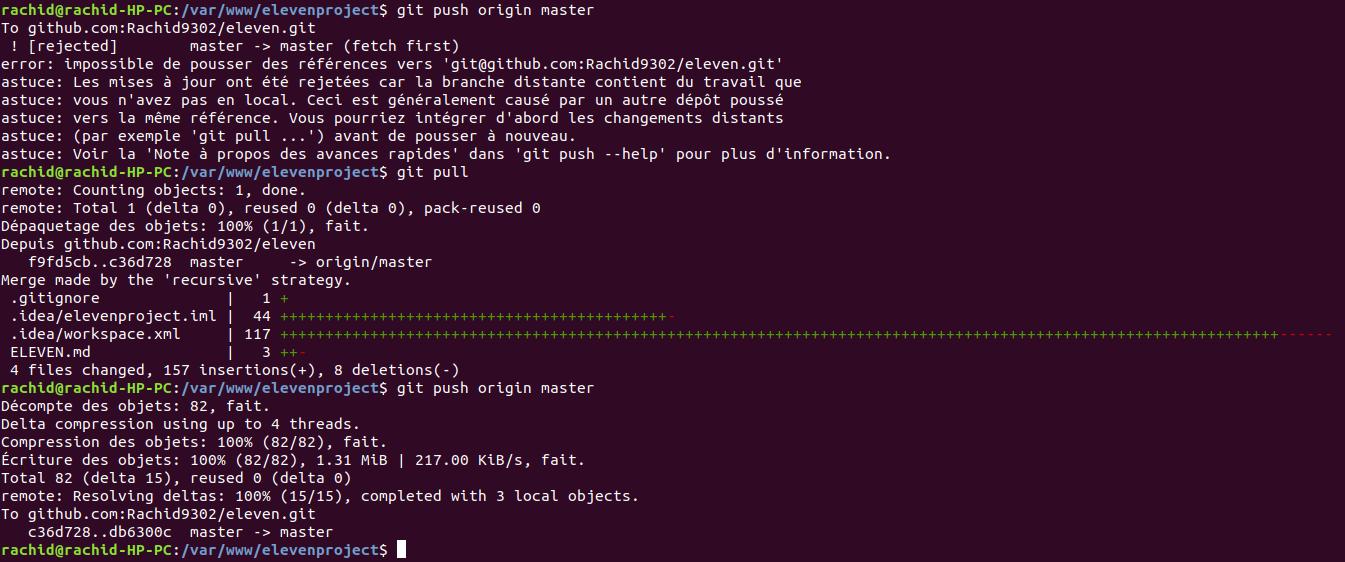 rachid@rachid-HP-PC:/var/www/elevenproject$ git push origin master
To github.com:Rachid9302/eleven.git
 ! [rejected]        master -> master (fetch first)
error: impossible de pousser des références vers 'git@github.com:Rachid9302/eleven.git'
astuce: Les mises à jour ont été rejetées car la branche distante contient du travail que
astuce: vous n'avez pas en local. Ceci est généralement causé par un autre dépôt poussé
astuce: vers la même référence. Vous pourriez intégrer d'abord les changements distants
astuce: (par exemple 'git pull ...') avant de pousser à nouveau.
astuce: Voir la 'Note à propos des avances rapides' dans 'git push --help' pour plus d'information.
rachid@rachid-HP-PC:/var/www/elevenproject$ git pull
remote: Counting objects: 1, done.
remote: Total 1 (delta 0), reused 0 (delta 0), pack-reused 0
Dépaquetage des objets: 100% (1/1), fait.
Depuis github.com:Rachid9302/eleven
   f9fd5cb..c36d728  master     -> origin/master
Merge made by the 'recursive' strategy.
 .gitignore              |   1 +
 .idea/elevenproject.iml |  44 +++++++++++++++++++++++++++++++++++++++++++-
 .idea/workspace.xml     | 117 +++++++++++++++++++++++++++++++++++++++++++++++++++++++++++++++++++++++++++++++++++++++++++++++++++++++++++++++------
 ELEVEN.md               |   3 ++-
 4 files changed, 157 insertions(+), 8 deletions(-)
rachid@rachid-HP-PC:/var/www/elevenproject$ git push origin master
Décompte des objets: 82, fait.
Delta compression using up to 4 threads.
Compression des objets: 100% (82/82), fait.
Écriture des objets: 100% (82/82), 1.31 MiB | 217.00 KiB/s, fait.
Total 82 (delta 15), reused 0 (delta 0)
remote: Resolving deltas: 100% (15/15), completed with 3 local objects.
To github.com:Rachid9302/eleven.git
   c36d728..db6300c  master -> master
rachid@rachid-HP-PC:/var/www/elevenproject$